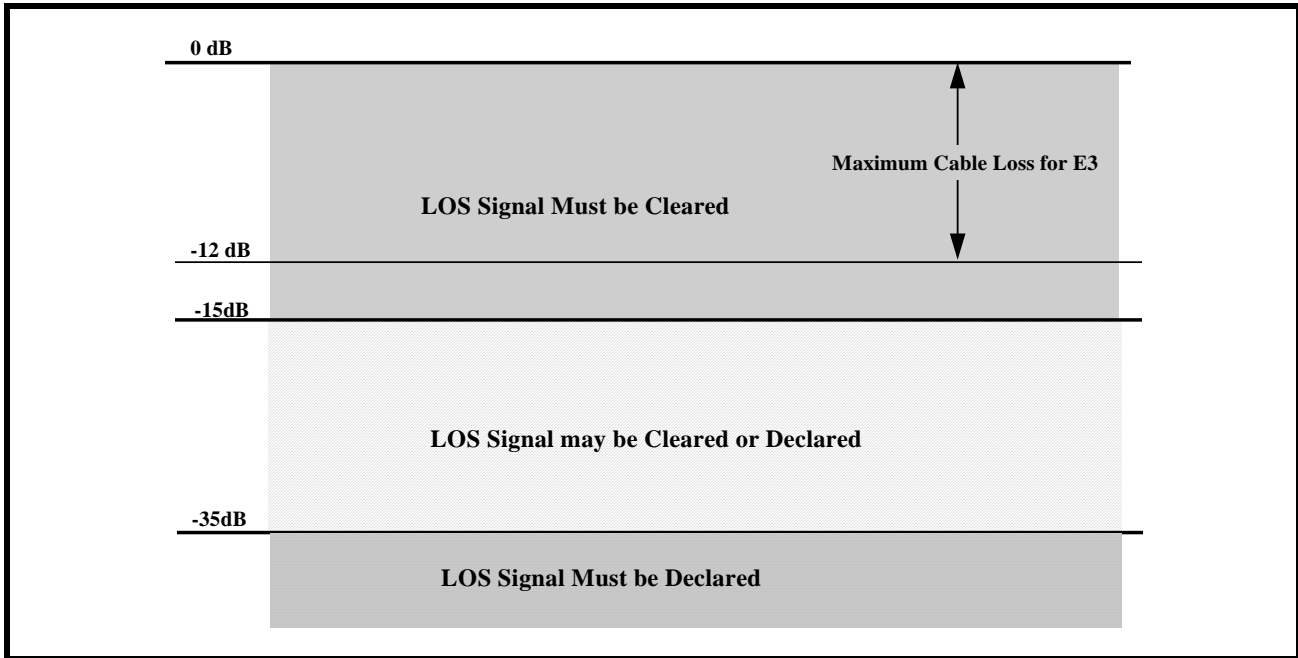 0 dB
Maximum Cable Loss for E3
LOS Signal Must be Cleared
-12 dB
-15dB
LOS Signal may be Cleared or Declared
-35dB
LOS Signal Must be Declared